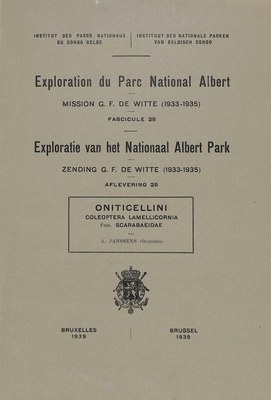 INSTITUT DES PARCS NATIONAUX
DU CONGO BELGE
INSTITUUT DER NATIONALE PARKEN
VAN BELGISCH CONGO
Exploration du Parc National Albert
MISSION G. F. DE WITTE (1933-1935)
FASCICULE 26
Exploratie van het Nationaal Albert Park
ZENDING G. F. DE WITTE (1933-1935)
AFLEVERING 26
ONITICELLINI
COLEOPTERA LAMELLICORNIA
Fam. SCARABAEIDAE
A. JANSSENS (Bruxelles)
BRUXELLES
1939
BRUSSEL
1939